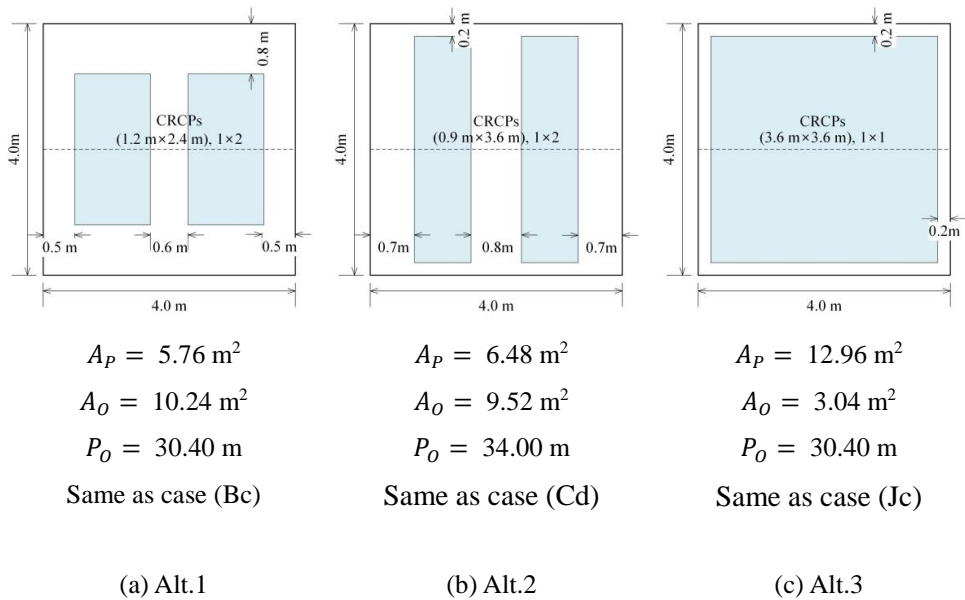 0.8 m
4.0m
CRCPs
(1.2 m×2.4 m), 1×2
0.5 m
0.6 m
0.5 m
4.0 m
A_P = 5.76 m²
A_O = 10.24 m²
P_O = 30.40 m
Same as case (Bc)
(a) Alt.1
0.2 m
4.0m
CRCPs
(0.9 m×3.6 m), 1×2
0.7m
0.8m
0.7m
4.0 m
A_P = 6.48 m²
A_O = 9.52 m²
P_O = 34.00 m
Same as case (Cd)
(b) Alt.2
0.2 m
4.0m
CRCPs
(3.6 m×3.6 m), 1×1
0.2m
4.0 m
A_P = 12.96 m²
A_O = 3.04 m²
P_O = 30.40 m
Same as case (Jc)
(c) Alt.3